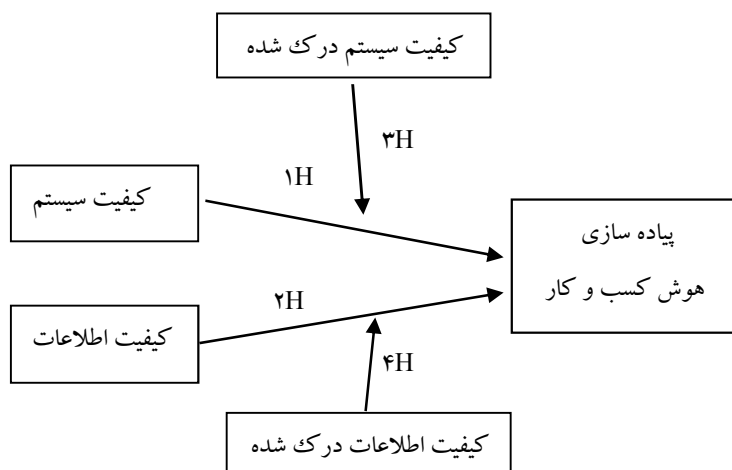 کیفیت سیستم درک شده
۳H
۱H
کیفیت سیستم
پیاده سازی
هوش کسب و کار
۲H
کیفیت اطلاعات
۴H
کیفیت اطلاعات درک شده